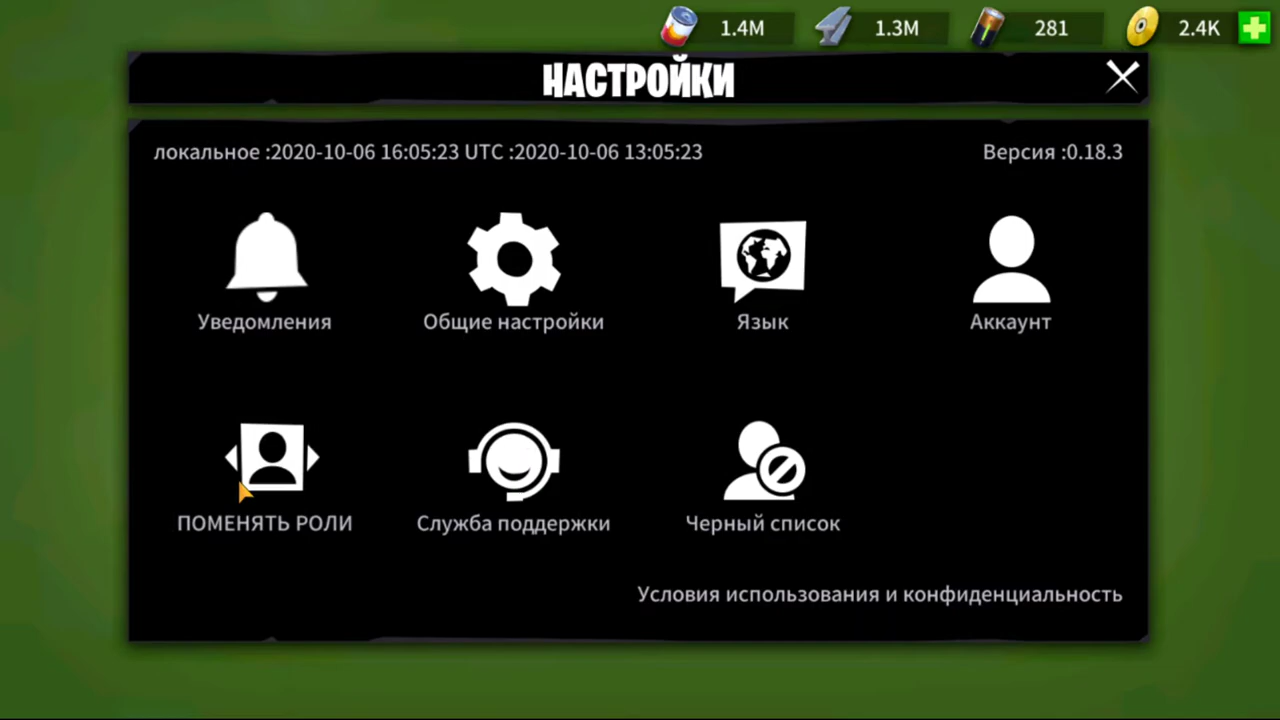 1.4M 1.3M 281 2.4K
НАСТРОЙКИ
локальное :2020-10-06 16:05:23 UTC :2020-10-06 13:05:23 Версия :0.18.3
Уведомления Общие настройки Язык Аккаунт
ПОМЕНЯТЬ РОЛИ Служба поддержки Черный список
Условия использования и конфиденциальность